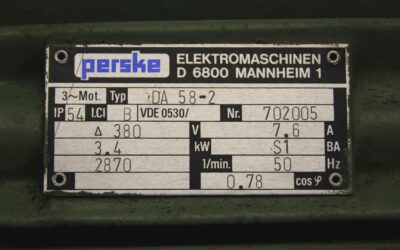 perske ELEKTROMASCHINEN
D 6800 MANNHEIM 1
3~Mot. Typ DA 58-2
IP 54 I.Cl B VDE 0530/ Nr. 702005
Δ 380 V 7,6 A
3.4 kW S1 BA
2870 1/min. 50 Hz
0.78 cos φ